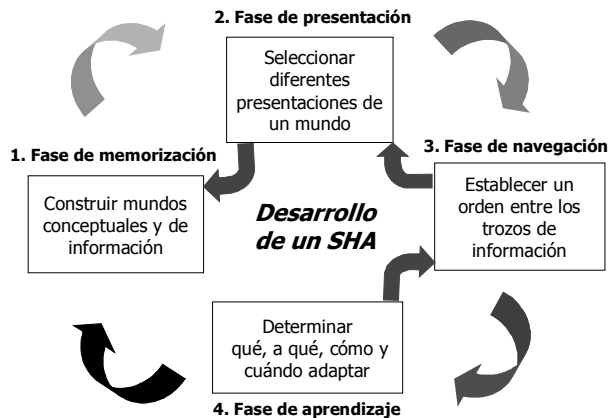 2. Fase de presentación
Seleccionar
diferentes
presentaciones de
un mundo
1. Fase de memorización
Construir mundos
conceptuales y de
información
3. Fase de navegación
Establecer un
orden entre los
trozos de
información
Desarrollo
de un SHA
Determinar
qué, a qué, cómo y
cuándo adaptar
4. Fase de aprendizaje